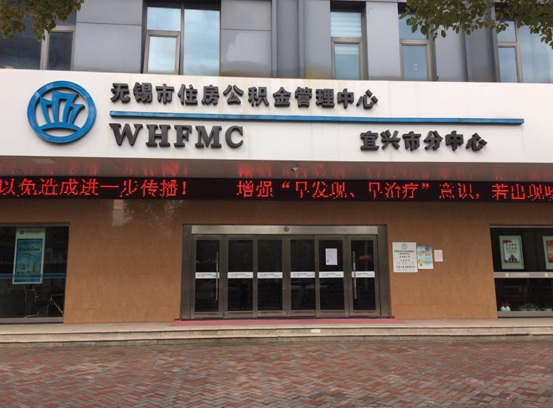 无锡市住房公积金管理中心
WHFMC 宜兴市分中心
以免造成进一步传播！ 增强“早发现、早治疗”意识，若出现